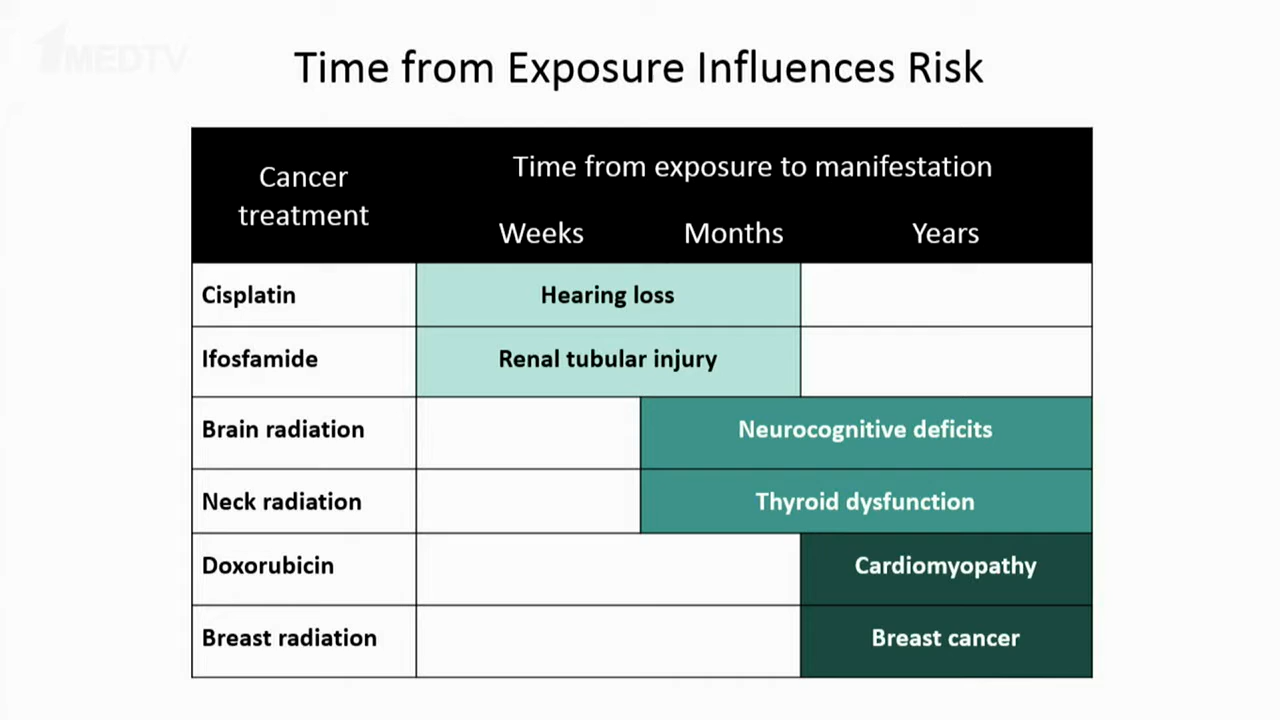 1MEDTV
Time from Exposure Influences Risk
Cancer treatment
Time from exposure to manifestation
Weeks Months Years
Cisplatin Hearing loss
Ifosfamide Renal tubular injury
Brain radiation Neurocognitive deficits
Neck radiation Thyroid dysfunction
Doxorubicin Cardiomyopathy
Breast radiation Breast cancer